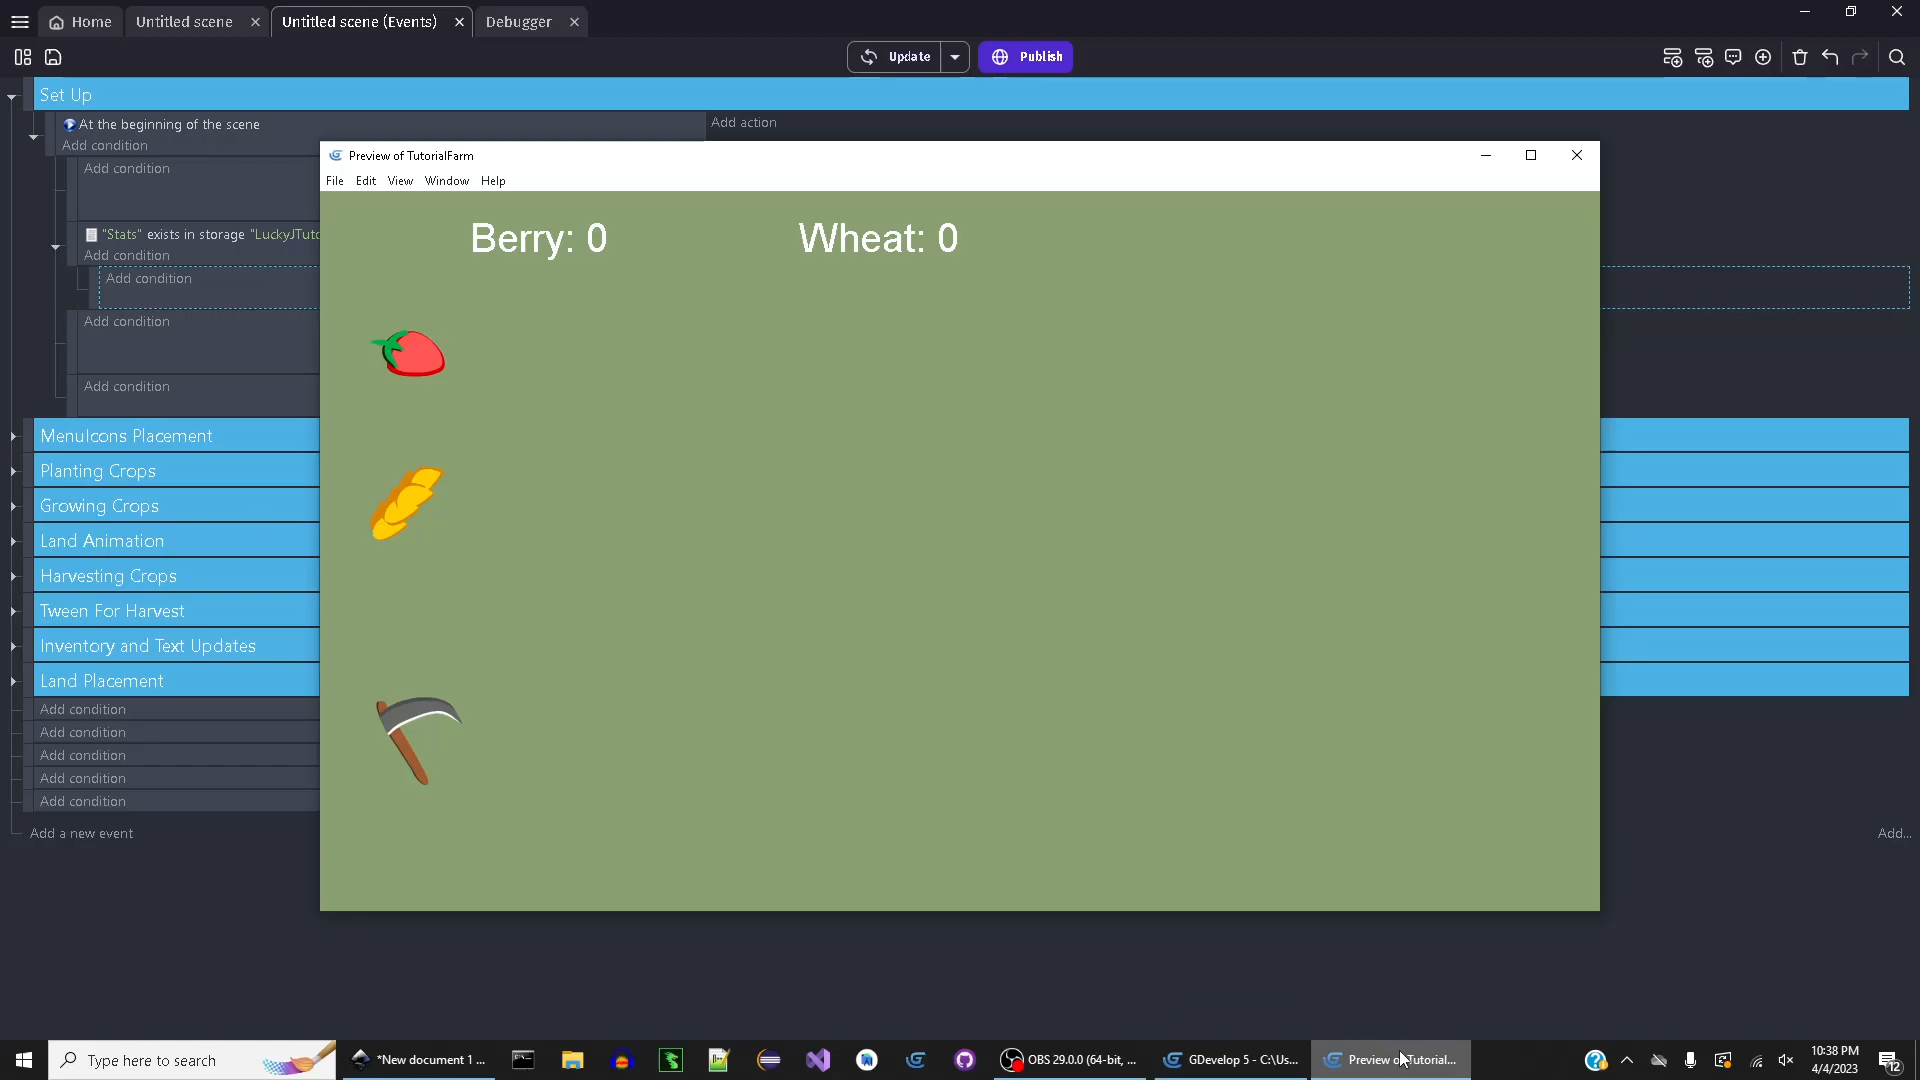 Home
Untitled scene
Untitled scene (Events)
Debugger
Update
Publish
Set Up
At the beginning of the scene
Add action
Add condition
Add condition
"Stats" exists in storage "LuckyJTuto
Add condition
Add condition
Add condition
Add condition
Preview of TutorialFarm
File Edit View Window Help
Berry: 0
Wheat: 0
MenuIcons Placement
Planting Crops
Growing Crops
Land Animation
Harvesting Crops
Tween For Harvest
Inventory and Text Updates
Land Placement
Add condition
Add condition
Add condition
Add condition
Add condition
Add a new event
Add...
Type here to search
*New document 1 ...
OBS 29.0.0 (64-bit, ...
GDevelop 5 - C:\Us...
Preview of Tutorial...
10:38 PM
4/4/2023
12